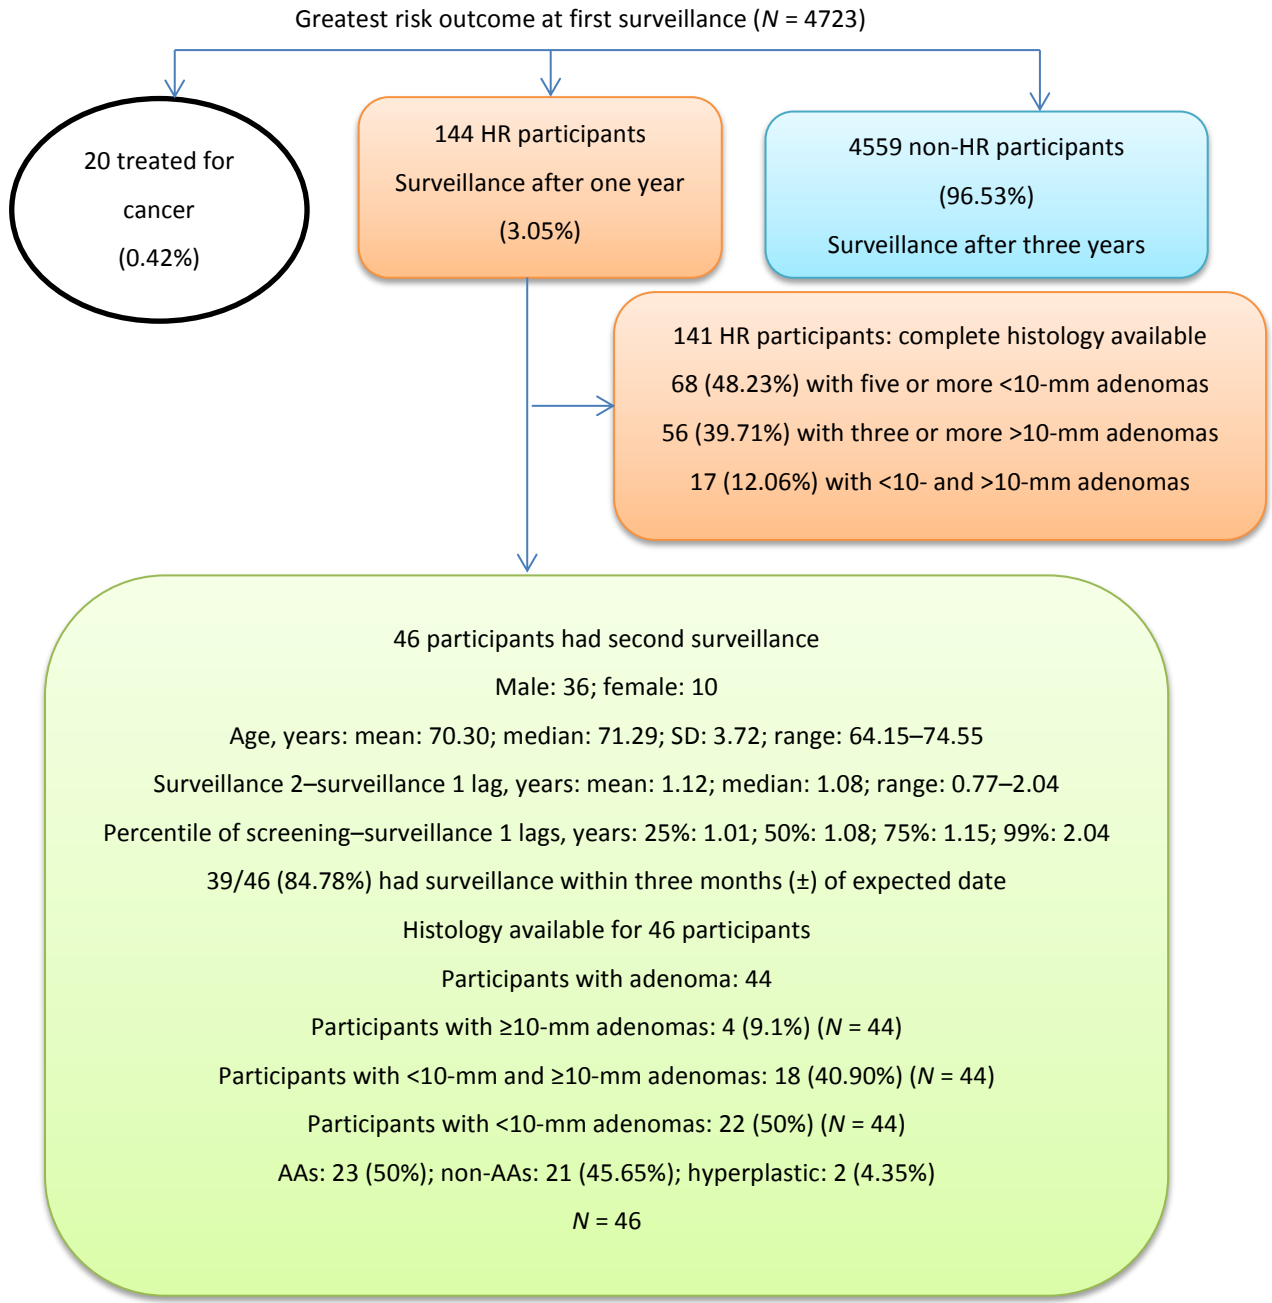 Greatest risk outcome at first surveillance (N = 4723)
20 treated for
cancer
(0.42%)
144 HR participants
Surveillance after one year
(3.05%)
4559 non-HR participants
(96.53%)
Surveillance after three years
141 HR participants: complete histology available
68 (48.23%) with five or more <10-mm adenomas
56 (39.71%) with three or more >10-mm adenomas
17 (12.06%) with <10- and >10-mm adenomas
46 participants had second surveillance
Male: 36; female: 10
Age, years: mean: 70.30; median: 71.29; SD: 3.72; range: 64.15–74.55
Surveillance 2–surveillance 1 lag, years: mean: 1.12; median: 1.08; range: 0.77–2.04
Percentile of screening–surveillance 1 lags, years: 25%: 1.01; 50%: 1.08; 75%: 1.15; 99%: 2.04
39/46 (84.78%) had surveillance within three months (±) of expected date
Histology available for 46 participants
Participants with adenoma: 44
Participants with ≥10-mm adenomas: 4 (9.1%) (N = 44)
Participants with <10-mm and ≥10-mm adenomas: 18 (40.90%) (N = 44)
Participants with <10-mm adenomas: 22 (50%) (N = 44)
AAs: 23 (50%); non-AAs: 21 (45.65%); hyperplastic: 2 (4.35%)
N = 46